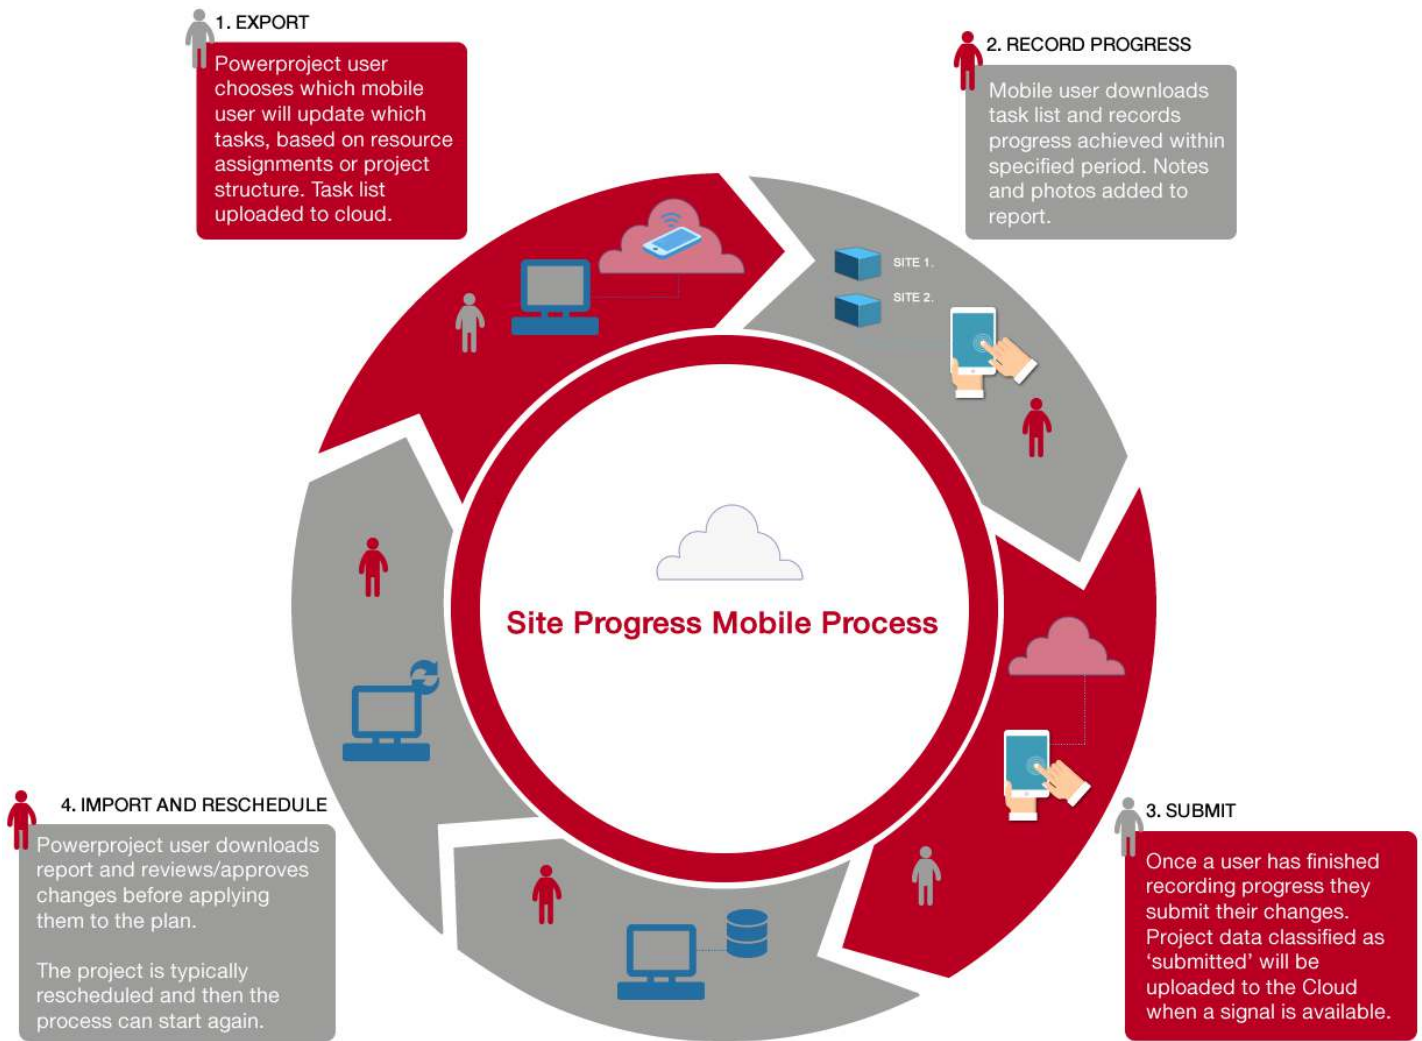 1. EXPORT
Powerproject user
chooses which mobile
user will update which
tasks, based on resource
assignments or project
structure. Task list
uploaded to cloud.
2. RECORD PROGRESS
Mobile user downloads
task list and records
progress achieved within
specified period. Notes
and photos added to
report.
SITE 1.
SITE 2.
Site Progress Mobile Process
3. SUBMIT
Once a user has finished
recording progress they
submit their changes.
Project data classified as
‘submitted’ will be
uploaded to the Cloud
when a signal is available.
4. IMPORT AND RESCHEDULE
Powerproject user downloads
report and reviews/approves
changes before applying
them to the plan.
The project is typically
rescheduled and then the
process can start again.